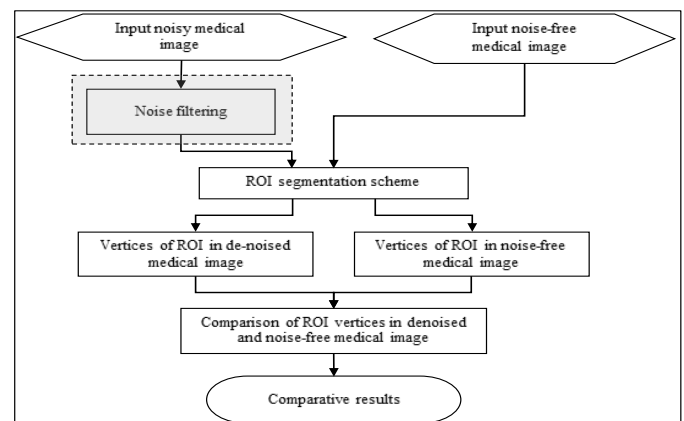 Input noisy medical
image
Input noise-free
medical image
Noise filtering
ROI segmentation scheme
Vertices of ROI in de-noised
medical image
Vertices of ROI in noise-free
medical image
Comparison of ROI vertices in denoised
and noise-free medical image
Comparative results